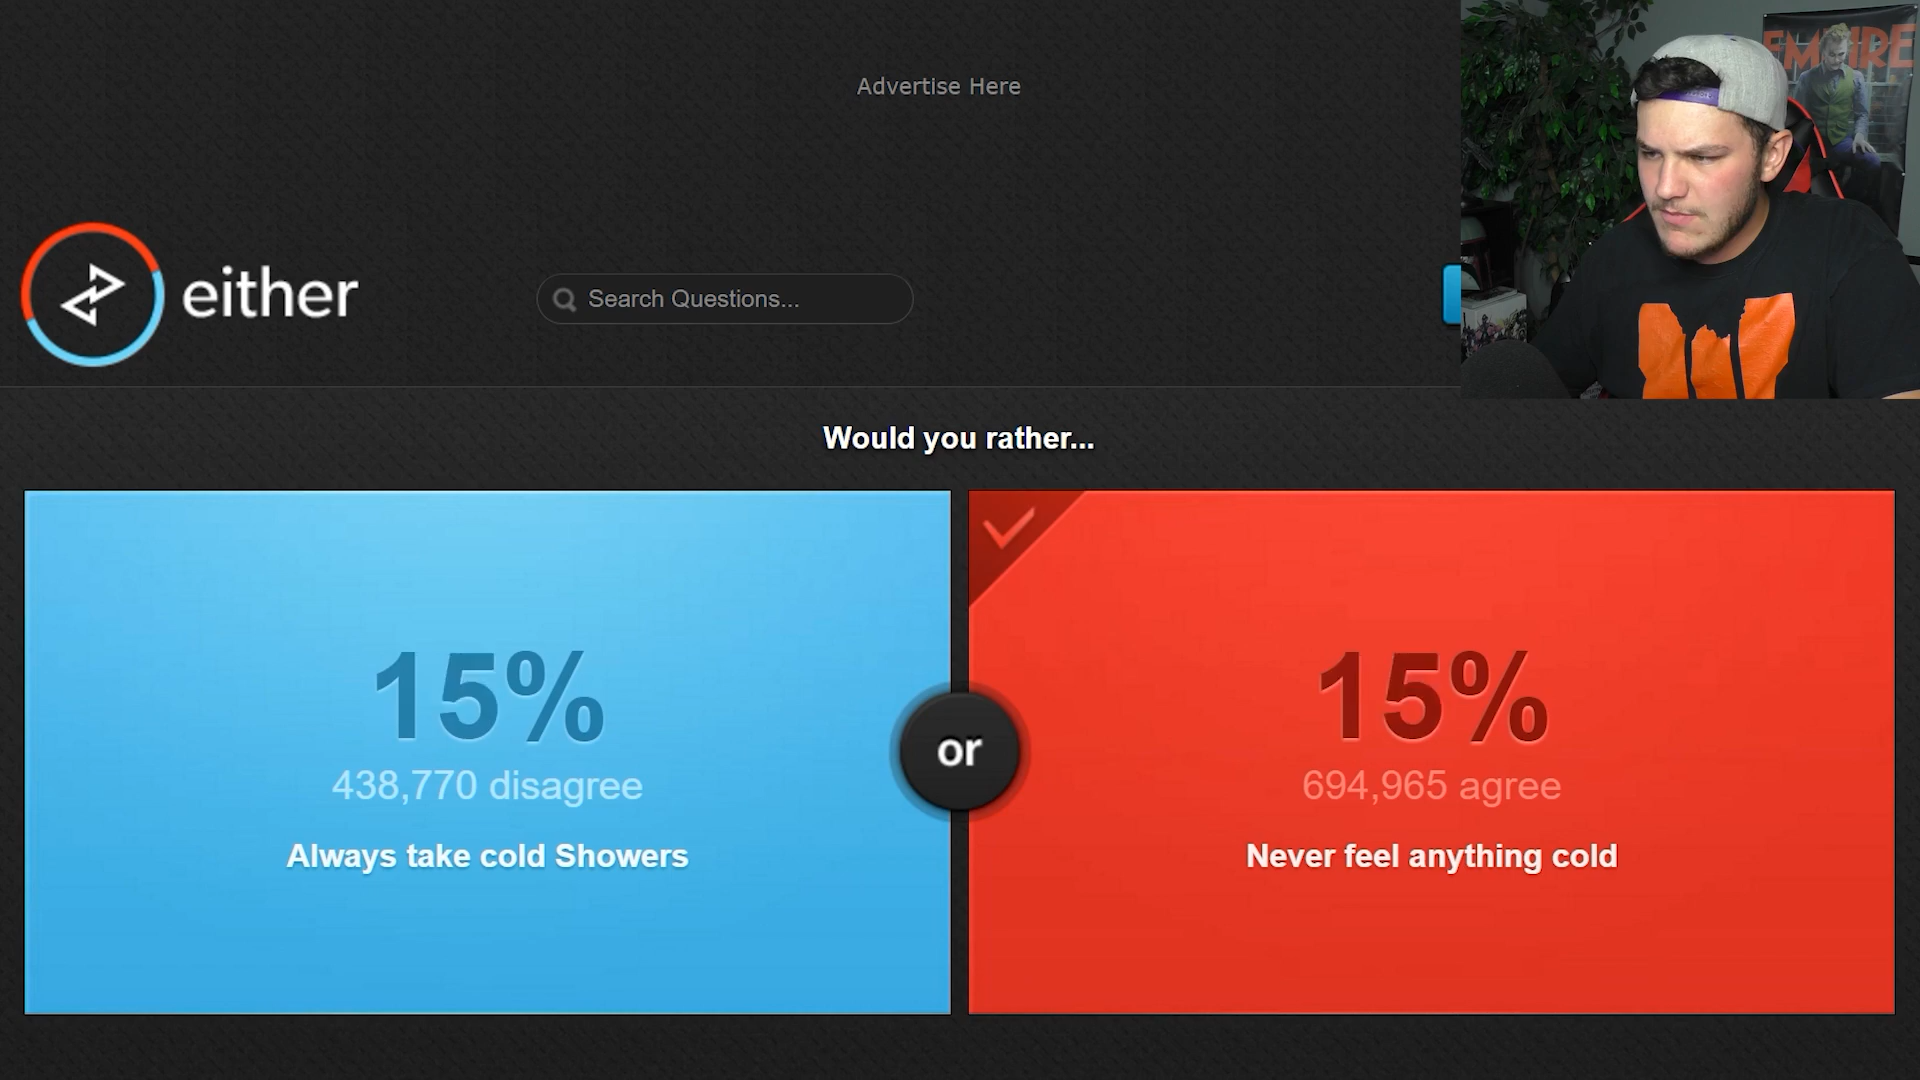 EMPIRE
Advertise Here
either
Search Questions...
Would you rather...
15%
438,770 disagree
Always take cold Showers
or
15%
694,965 agree
Never feel anything cold